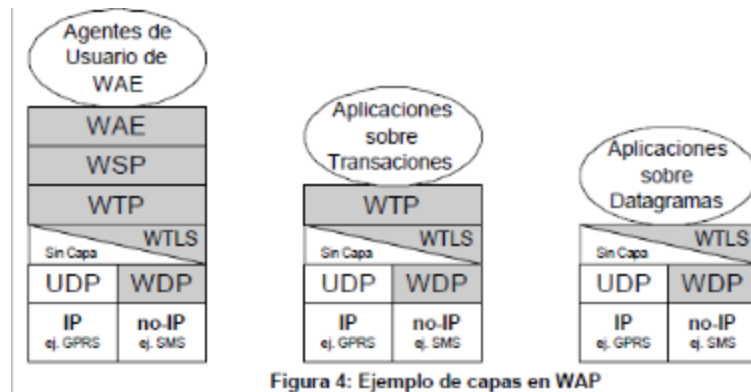 Agentes de
Usuario de
WAE
WAE
WSP
WTP
WTLS
Sin Capa
UDP WDP
IP no-IP
ej. GPRS ej. SMS
Aplicaciones
sobre
Transaciones
WTP
WTLS
Sin Capa
UDP WDP
IP no-IP
ej. GPRS ej. SMS
Aplicaciones
sobre
Datagramas
WTLS
Sin Capa
UDP WDP
IP no-IP
ej. GPRS ej. SMS
Figura 4: Ejemplo de capas en WAP